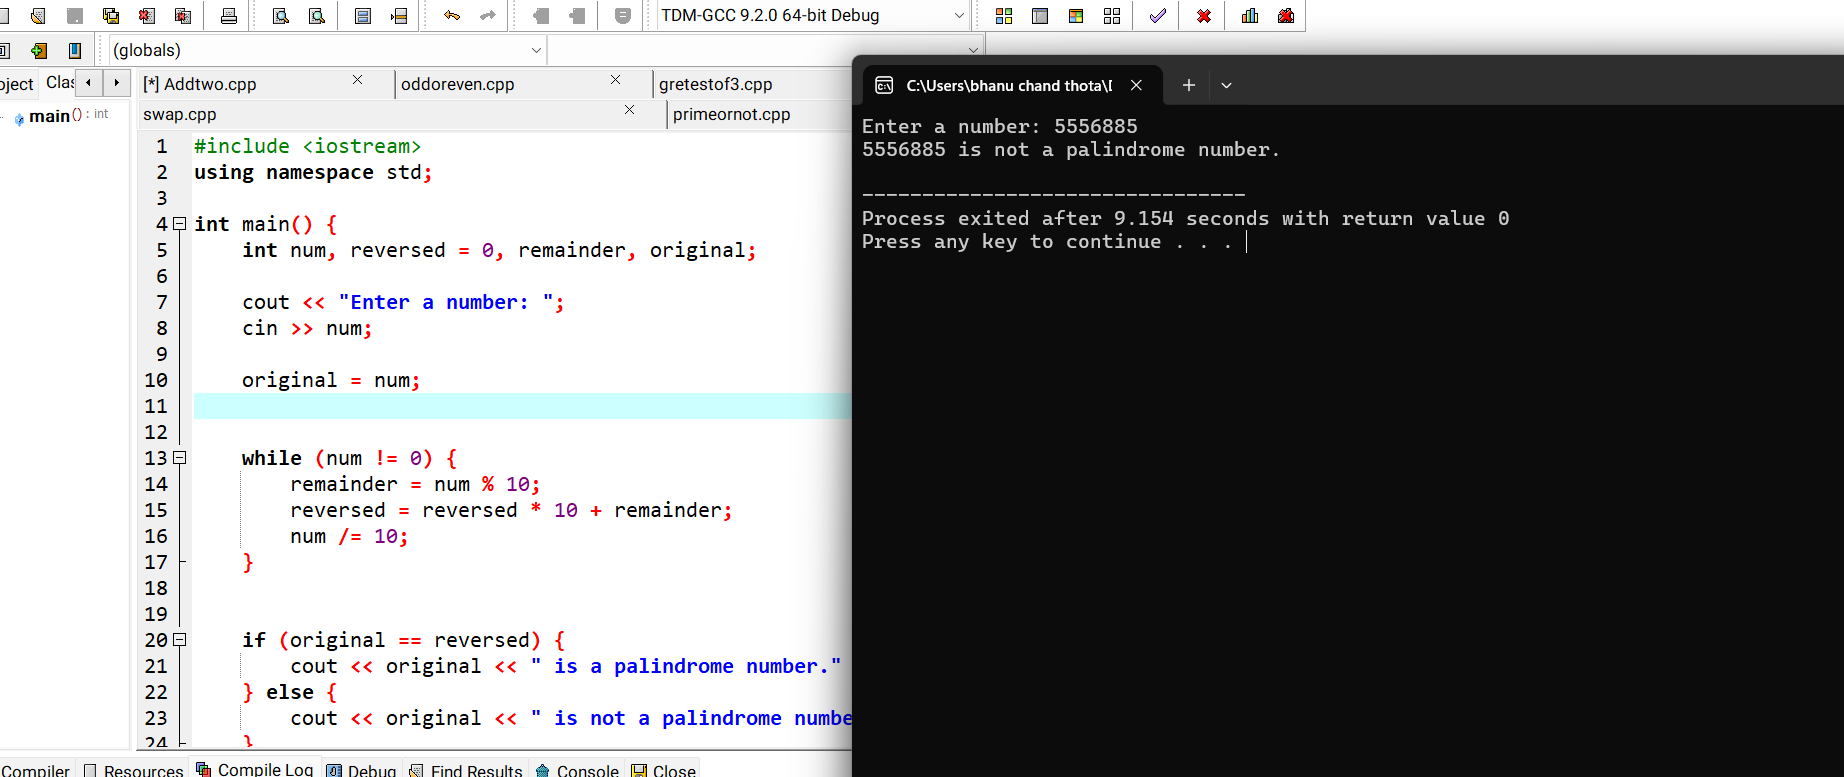 TDM-GCC 9.2.0 64-bit Debug
(globals)
oject Clas
[*] Addtwo.cpp oddoreven.cpp gretestof3.cpp
swap.cpp primeornot.cpp
main() : int
1 #include <iostream>
2 using namespace std;
3
4 int main() {
5 int num, reversed = 0, remainder, original;
6
7 cout << "Enter a number: ";
8 cin >> num;
9
10 original = num;
11
12
13 while (num != 0) {
14 remainder = num % 10;
15 reversed = reversed * 10 + remainder;
16 num /= 10;
17 }
18
19
20 if (original == reversed) {
21 cout << original << " is a palindrome number."
22 } else {
23 cout << original << " is not a palindrome numbe
24 }
Compiler Resources Compile Log Debug Find Results Console Close
C:\Users\bhanu chand thota\[
Enter a number: 5556885
5556885 is not a palindrome number.
--------------------------------
Process exited after 9.154 seconds with return value 0
Press any key to continue . . .